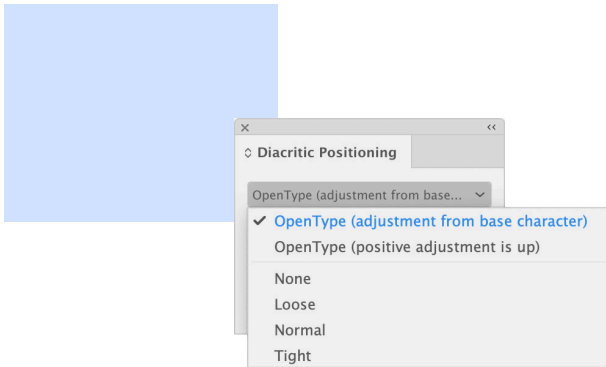 Diacritic Positioning
OpenType (adjustment from base...
OpenType (adjustment from base character)
OpenType (positive adjustment is up)
None
Loose
Normal
Tight